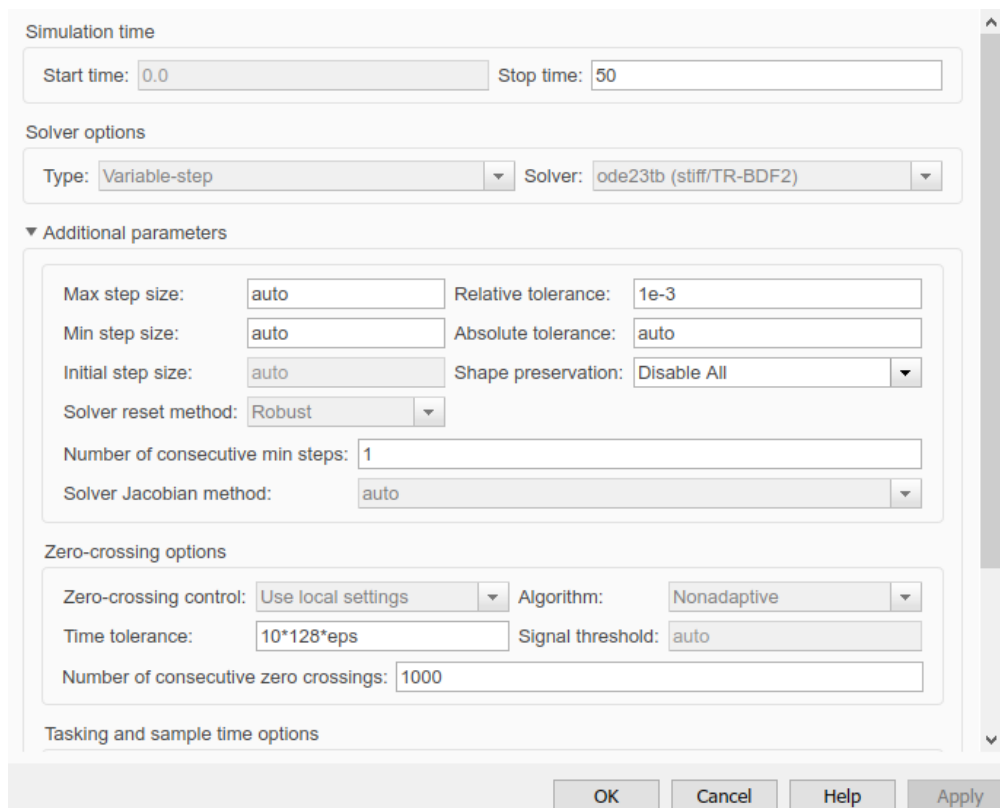 Simulation time
Start time: 0.0 Stop time: 50
Solver options
Type: Variable-step Solver: ode23tb (stiff/TR-BDF2)
Additional parameters
Max step size: auto Relative tolerance: 1e-3
Min step size: auto Absolute tolerance: auto
Initial step size: auto Shape preservation: Disable All
Solver reset method: Robust
Number of consecutive min steps: 1
Solver Jacobian method: auto
Zero-crossing options
Zero-crossing control: Use local settings Algorithm: Nonadaptive
Time tolerance: 10*128*eps Signal threshold: auto
Number of consecutive zero crossings: 1000
Tasking and sample time options
OK Cancel Help Apply